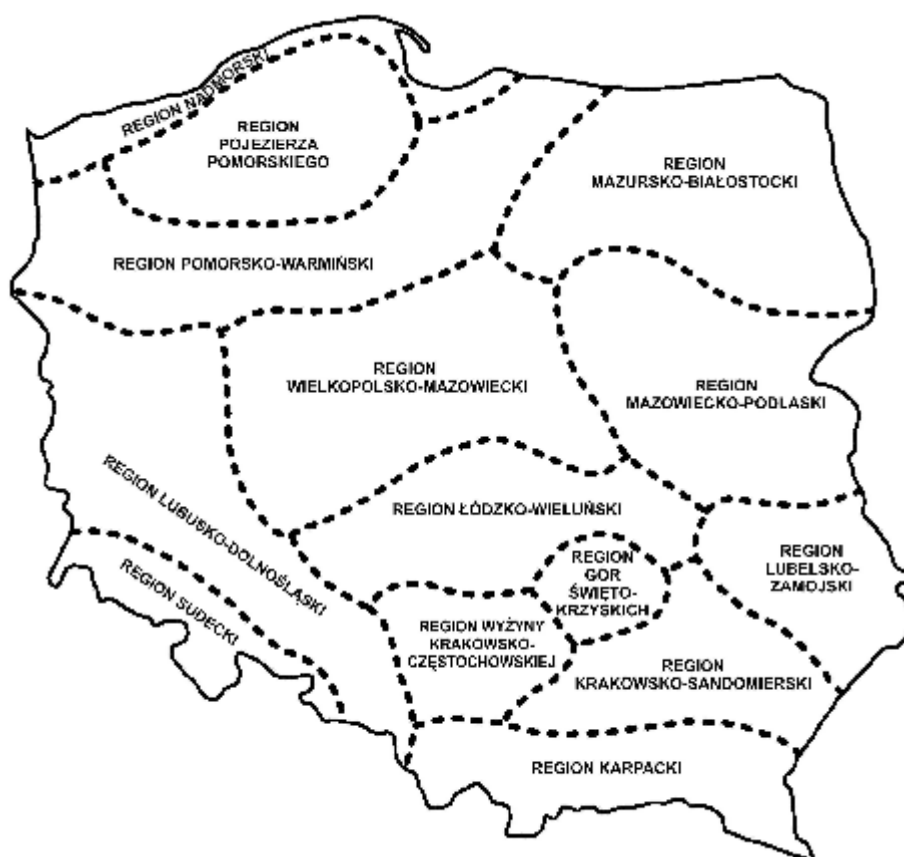 REGION NADMORSKI
REGION
POJEZIERZA
POMORSKIEGO
REGION
MAZURSKO-BIAŁOSTOCKI
REGION POMORSKO-WARMIŃSKI
REGION
WIELKOPOLSKO-MAZOWIECKI
REGION
MAZOWIECKO-PODLASKI
REGION LUBUSKO-DOLNOŚLĄSKI
REGION ŁÓDZKO-WIELUŃSKI
REGION
LUBELSKO-
ZAMOJSKI
REGION
GOR
ŚWIĘTO-
KRZYSKICH
REGION SUDECKI
REGION WYŻYNY
KRAKOWSKO-
CZĘSTOCHOWSKIEJ
REGION
KRAKOWSKO-SANDOMIERSKI
REGION KARPACKI